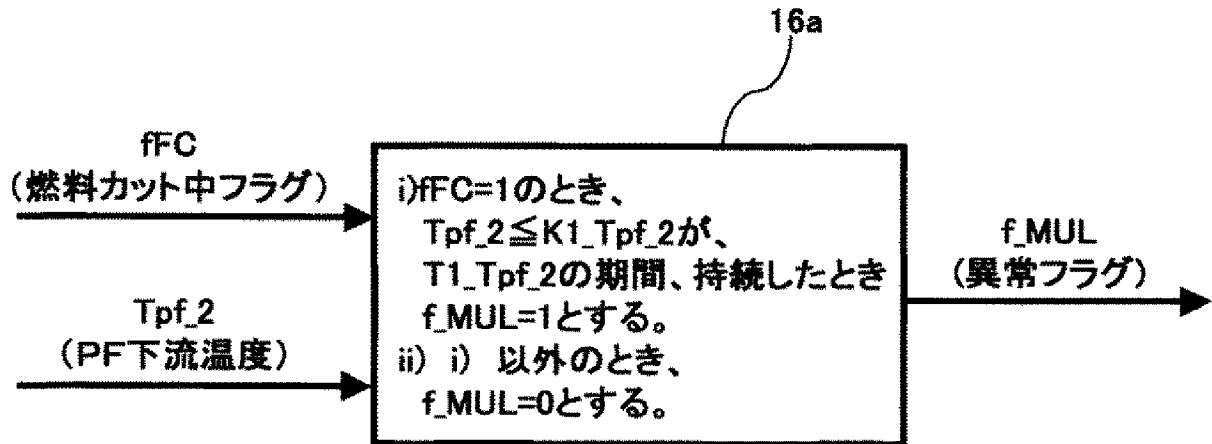 16a
fFC
（燃料カット中フラグ）
Tpf_2
（PF下流温度）
i)fFC=1のとき、
Tpf_2≦K1_Tpf_2が、
T1_Tpf_2の期間、持続したとき
f_MUL=1とする。
ii) i) 以外のとき、
f_MUL=0とする。
f_MUL
（異常フラグ）